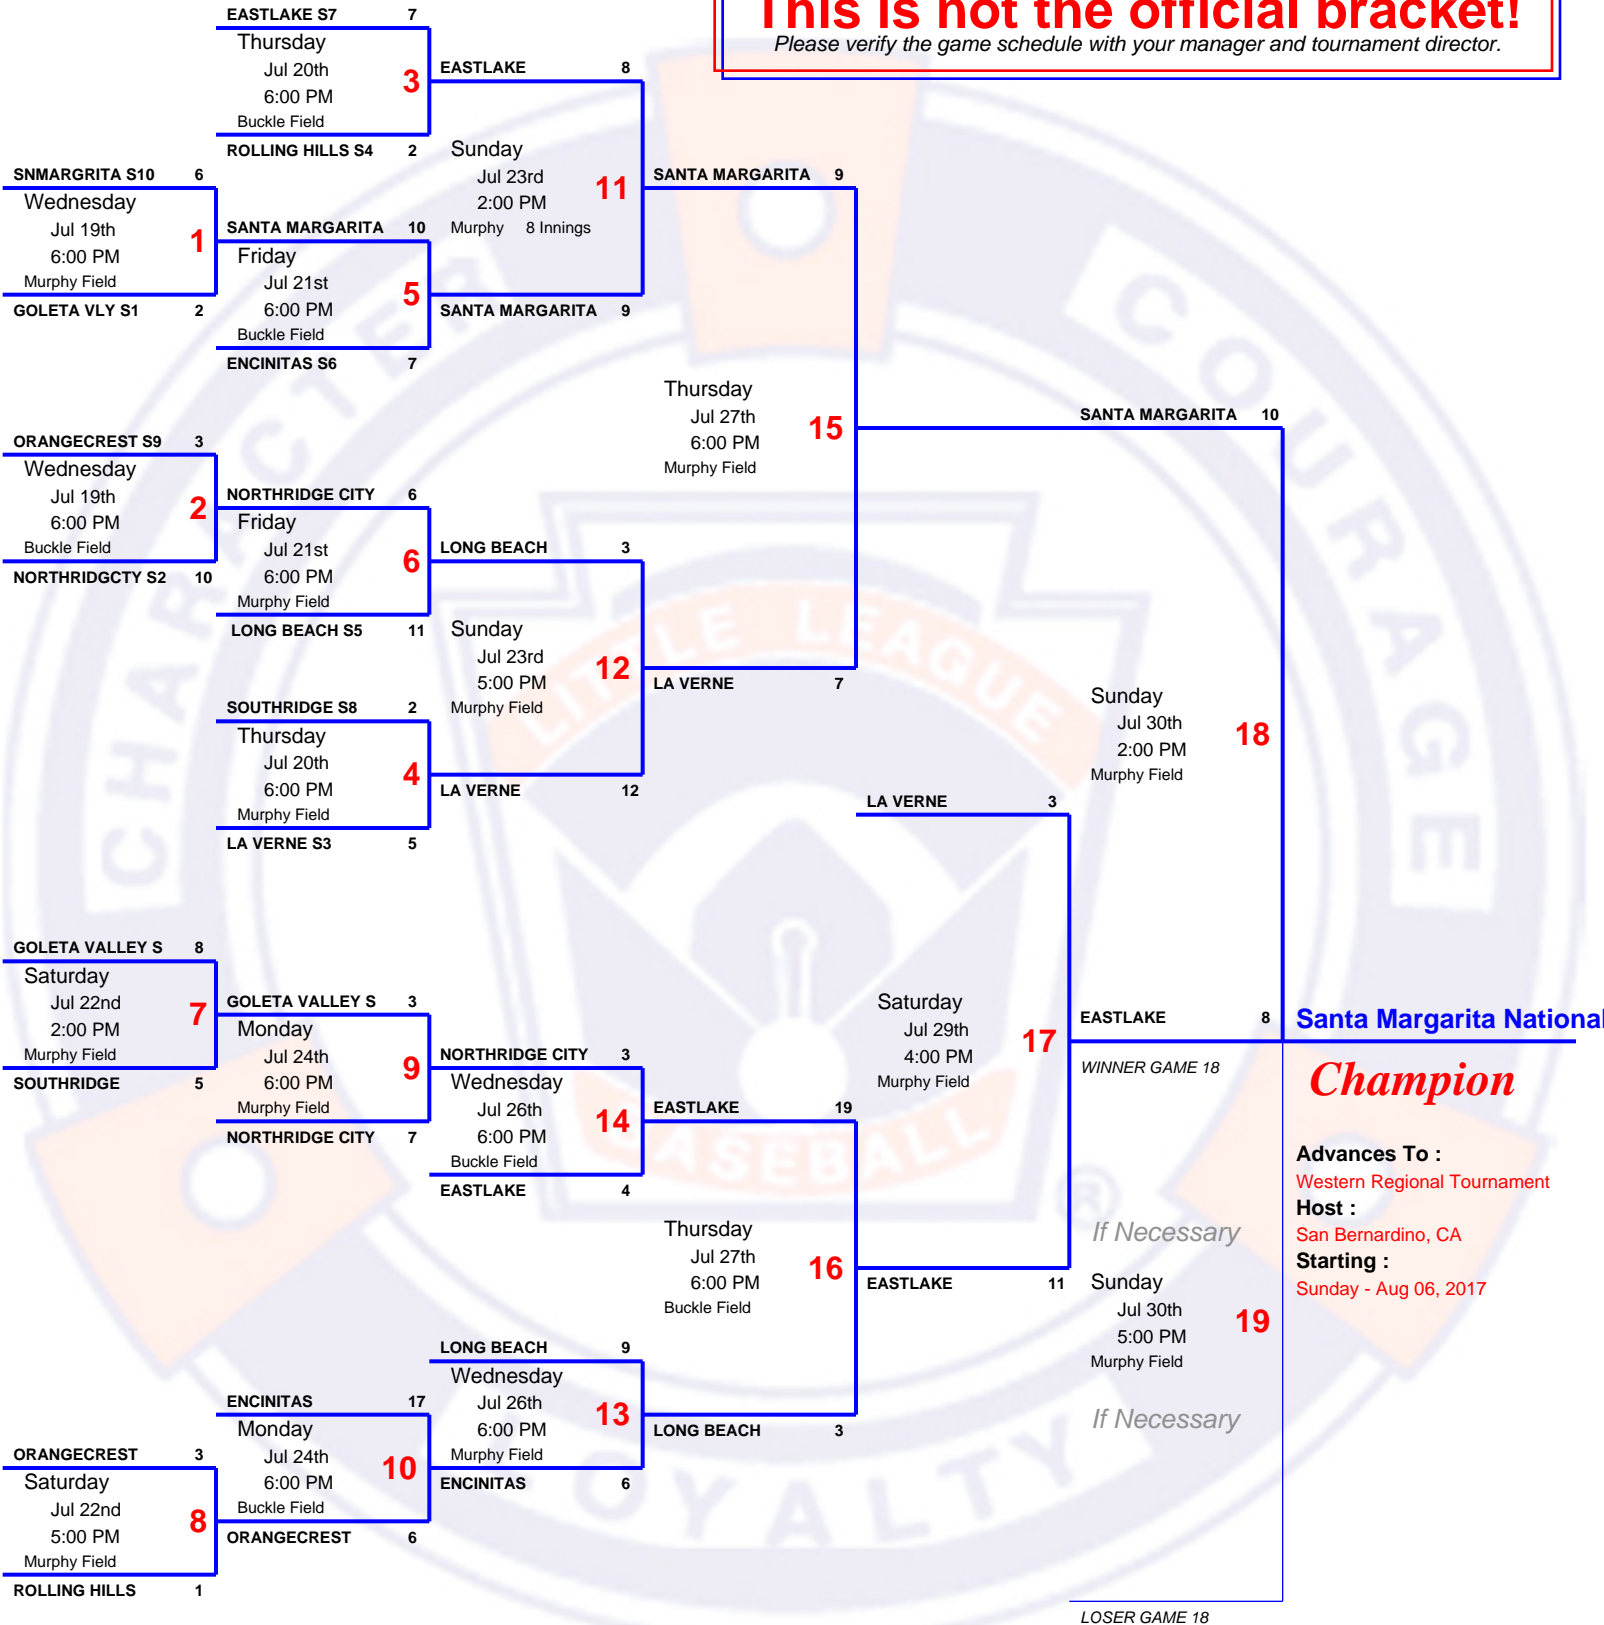 This is not the official bracket!
Please verify the game schedule with your manager and tournament director.
EASTLAKE S7 7
Thursday
Jul 20th
6:00 PM
Buckle Field
3
ROLLING HILLS S4 2
EASTLAKE 8
Sunday
Jul 23rd
2:00 PM
Murphy 8 Innings
11
SANTA MARGARITA 9
SNMARGRITA S10 6
Wednesday
Jul 19th
6:00 PM
Murphy Field
1
GOLETA VLY S1 2
SANTA MARGARITA 10
Friday
Jul 21st
6:00 PM
Buckle Field
5
ENCINITAS S6 7
SANTA MARGARITA 9
Thursday
Jul 27th
6:00 PM
Murphy Field
15
SANTA MARGARITA 10
ORANGECREST S9 3
Wednesday
Jul 19th
6:00 PM
Buckle Field
2
NORTHRIDGCTY S2 10
NORTHRIDGE CITY 6
Friday
Jul 21st
6:00 PM
Murphy Field
6
LONG BEACH S5 11
LONG BEACH 3
Sunday
Jul 23rd
5:00 PM
Murphy Field
12
LA VERNE 7
SOUTHRIDGE S8 2
Thursday
Jul 20th
6:00 PM
Murphy Field
4
LA VERNE S3 5
LA VERNE 12
Sunday
Jul 30th
2:00 PM
Murphy Field
18
LA VERNE 3
GOLETA VALLEY S 8
Saturday
Jul 22nd
2:00 PM
Murphy Field
7
SOUTHRIDGE 5
GOLETA VALLEY S 3
Monday
Jul 24th
6:00 PM
Murphy Field
9
NORTHRIDGE CITY 7
NORTHRIDGE CITY 3
Wednesday
Jul 26th
6:00 PM
Buckle Field
14
EASTLAKE 4
EASTLAKE 19
Saturday
Jul 29th
4:00 PM
Murphy Field
17
EASTLAKE 8
WINNER GAME 18
Santa Margarita National
Champion
Advances To :
Western Regional Tournament
Host :
San Bernardino, CA
Starting :
Sunday - Aug 06, 2017
Thursday
Jul 27th
6:00 PM
Buckle Field
16
EASTLAKE 11
If Necessary
Sunday
Jul 30th
5:00 PM
Murphy Field
19
If Necessary
LONG BEACH 9
Wednesday
Jul 26th
6:00 PM
Murphy Field
13
ENCINITAS 6
LONG BEACH 3
ENCINITAS 17
Monday
Jul 24th
6:00 PM
Buckle Field
10
ORANGECREST 6
ORANGECREST 3
Saturday
Jul 22nd
5:00 PM
Murphy Field
8
ROLLING HILLS 1
LOSER GAME 18
CHARACTER
COURAGE
LOYALTY
LITTLE LEAGUE
BASEBALL
®